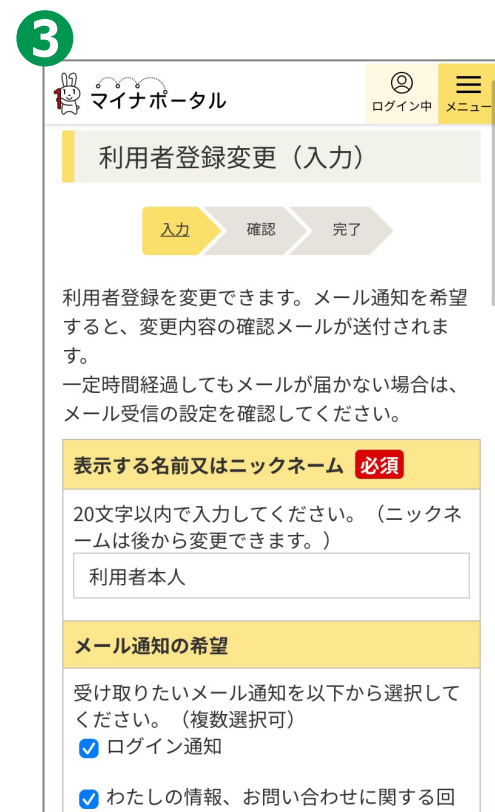 3
マイナポータル
ログイン中 メニュー
利用者登録変更（入力）
入力 確認 完了
利用者登録を変更できます。メール通知を希望
すると、変更内容の確認メールが送付されま
す。
一定時間経過してもメールが届かない場合は、
メール受信の設定を確認してください。
表示する名前又はニックネーム 必須
20文字以内で入力してください。（ニックネ
ームは後から変更できます。）
利用者本人
メール通知の希望
受け取りたいメール通知を以下から選択して
ください。（複数選択可）
ログイン通知
わたしの情報、お問い合わせに関する回